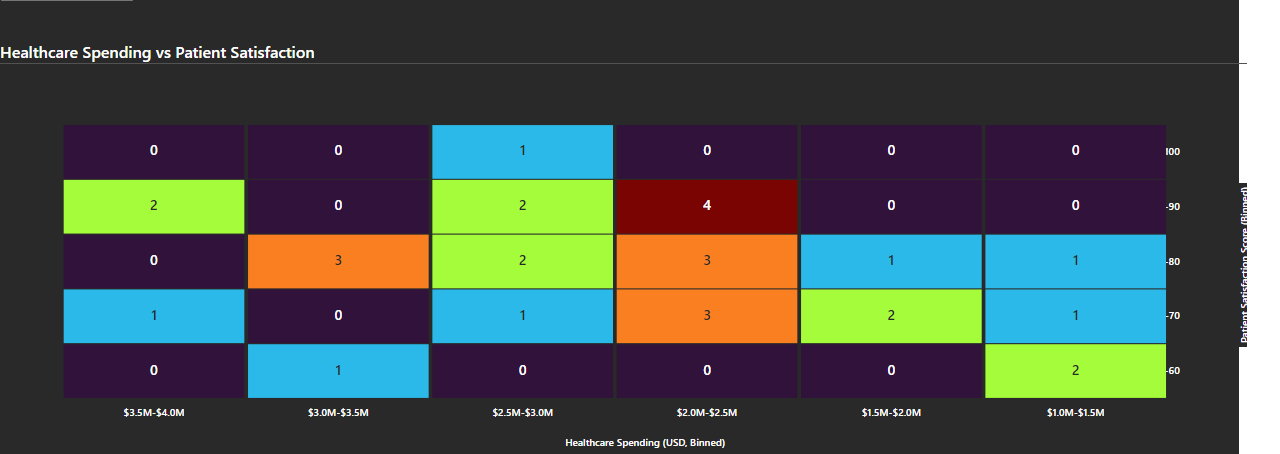 Healthcare Spending vs Patient Satisfaction
0 0 1 0 0 0 100
2 0 2 4 0 0 -90
0 3 2 3 1 1 -80
1 0 1 3 2 1 -70
0 1 0 0 0 2 -60
$3.5M-$4.0M $3.0M-$3.5M $2.5M-$3.0M $2.0M-$2.5M $1.5M-$2.0M $1.0M-$1.5M
Healthcare Spending (USD, Binned)
Patient Satisfaction Score (Binned)